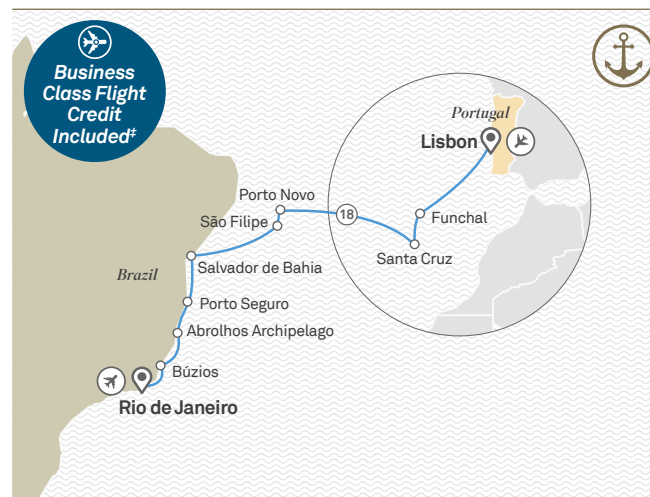 Business
Class Flight
Credit
Included‡
Portugal
Lisbon
Porto Novo
São Filipe
18
Funchal
Santa Cruz
Brazil
Salvador de Bahia
Porto Seguro
Abrolhos Archipelago
Búzios
Rio de Janeiro